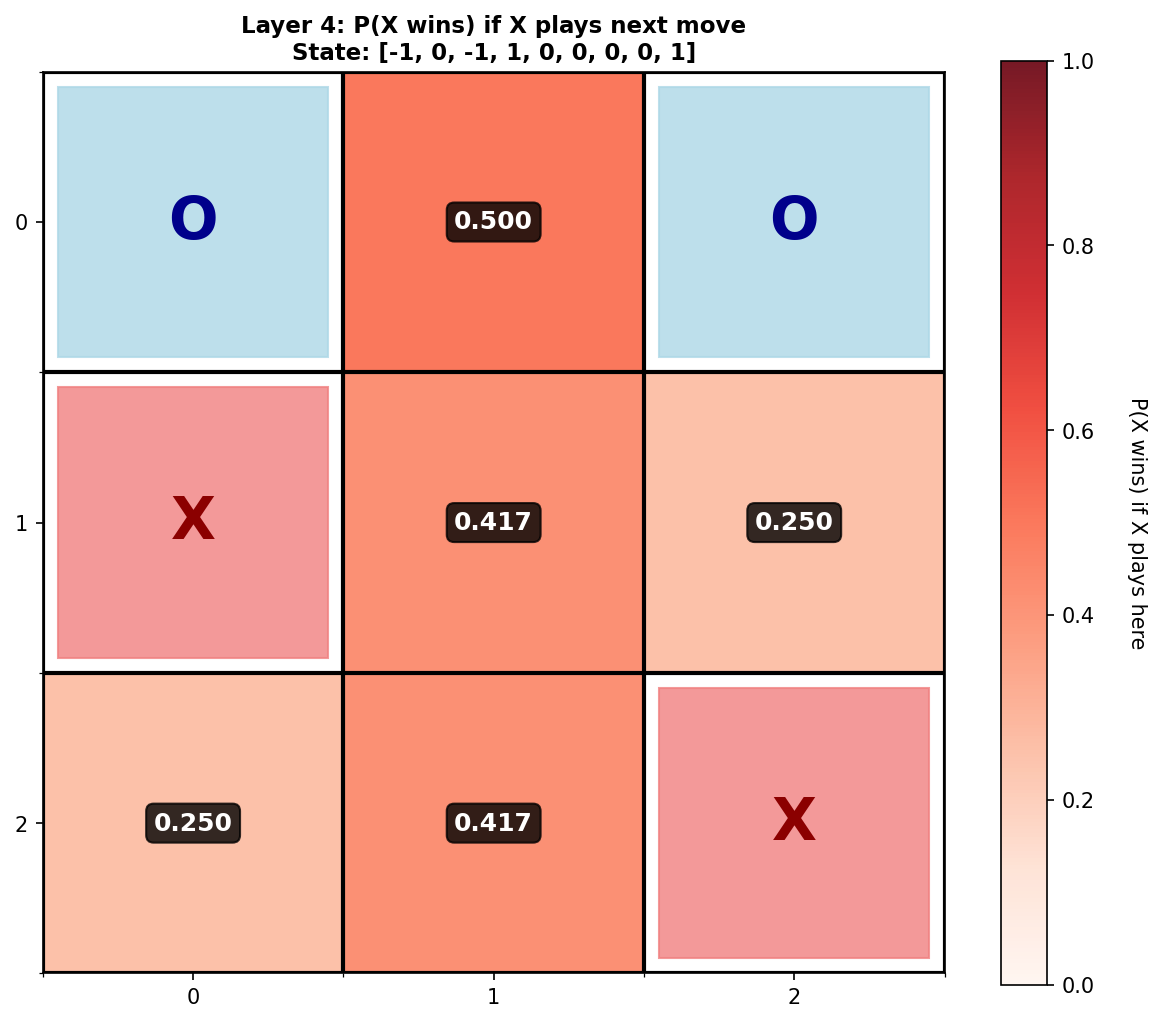 Layer 4: P(X wins) if X plays next move
State: [-1, 0, -1, 1, 0, 0, 0, 0, 1]
0
O
0.500
O
1
X
0.417
0.250
2
0.250
0.417
X
0
1
2
1.0
0.8
0.6
0.4
0.2
0.0
P(X wins) if X plays here